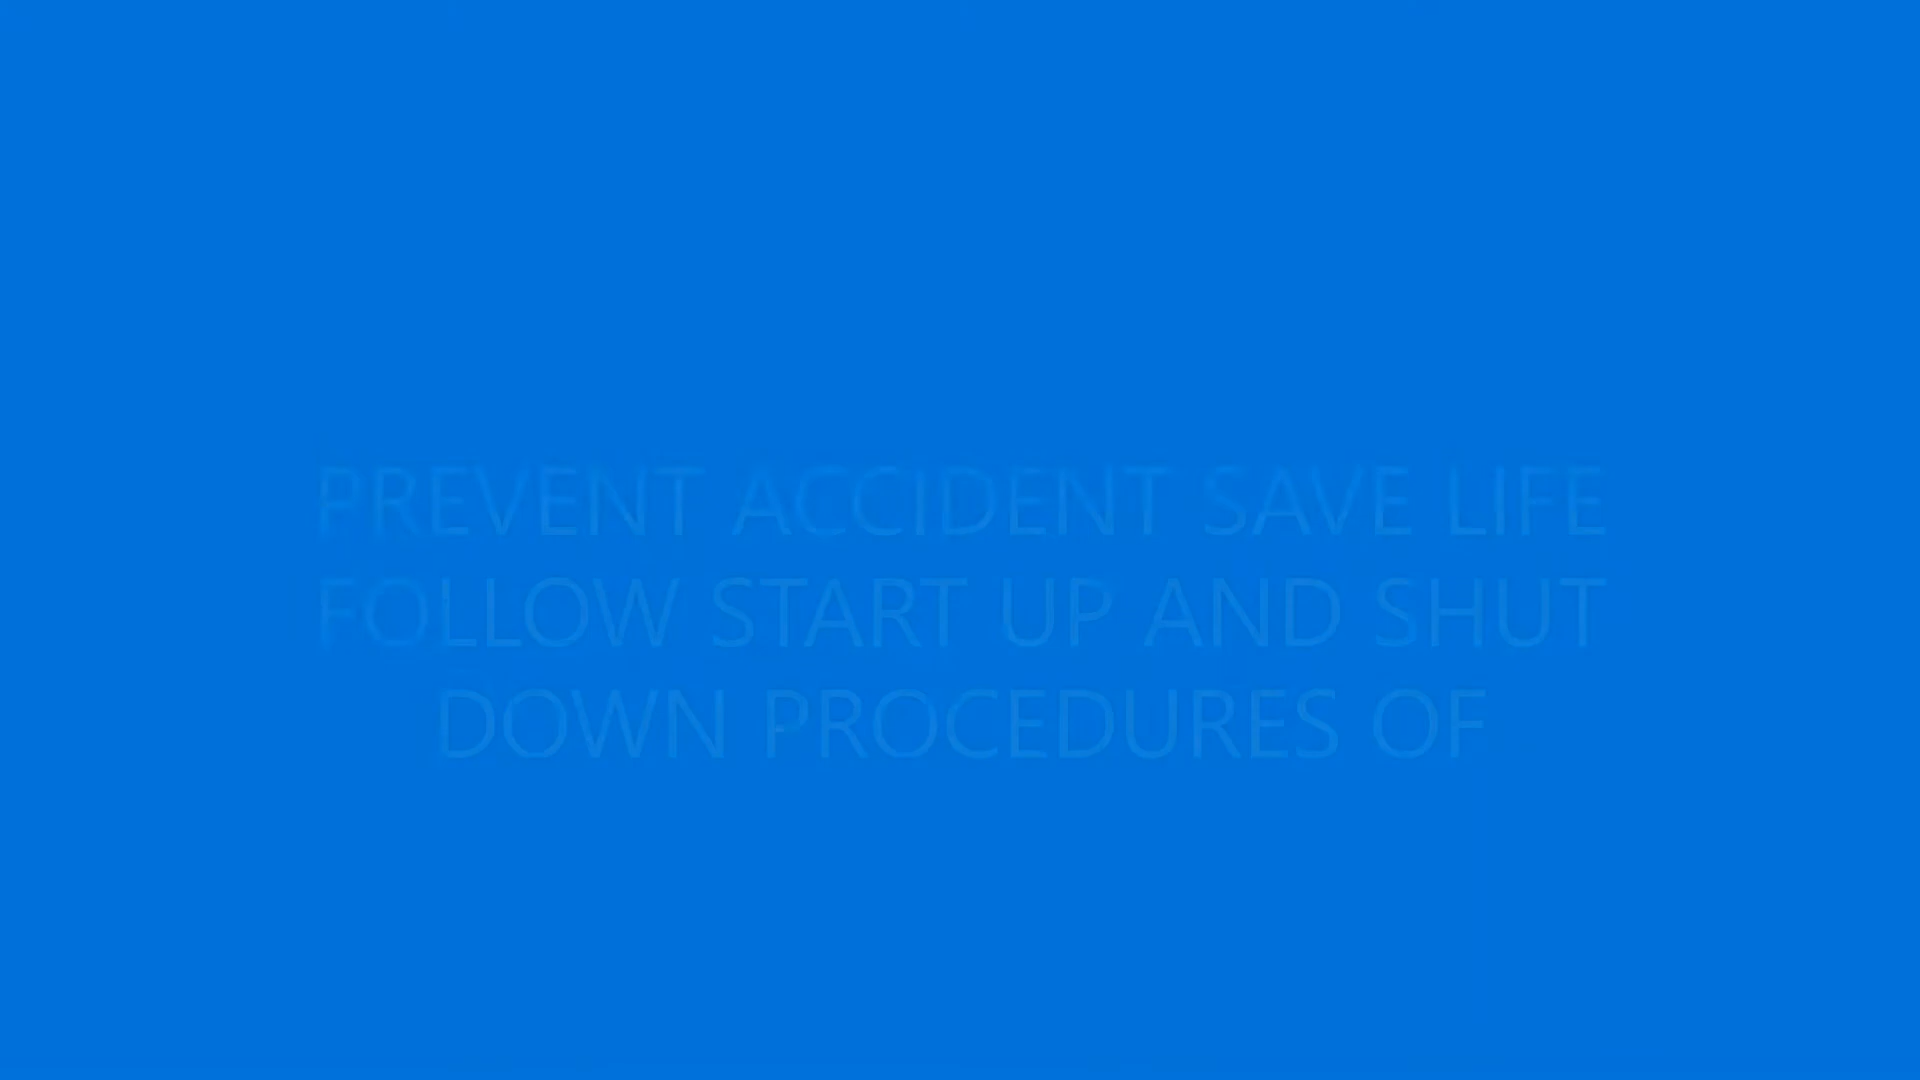 PREVENT ACCIDENT SAVE LIFE
FOLLOW START UP AND SHUT
DOWN PROCEDURES OF